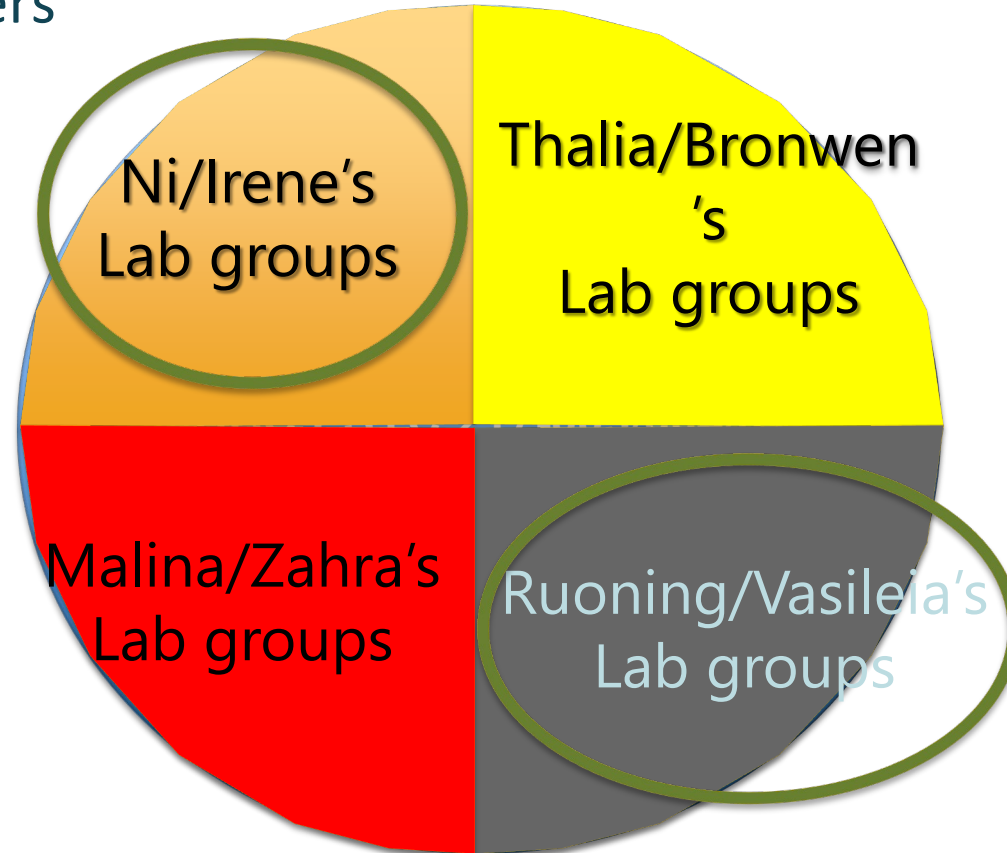 Ni/Irene’s
Lab groups
Thalia/Bronwen
’s
Lab groups
Malina/Zahra’s
Lab groups
Ruoning/Vasileia’s
Lab groups